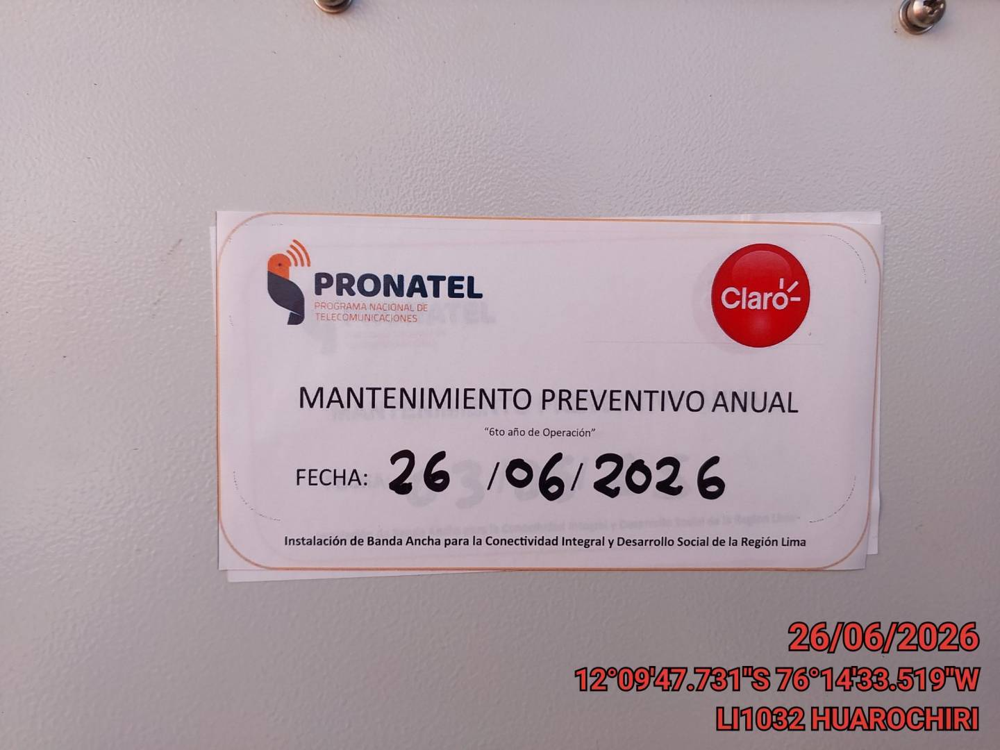 PRONATEL
PROGRAMA NACIONAL DE
TELECOMUNICACIONES
Claro
MANTENIMIENTO PREVENTIVO ANUAL
“6to año de Operación”
FECHA: 26 /06/ 2026
Instalación de Banda Ancha para la Conectividad Integral y Desarrollo Social de la Región Lima
26/06/2026
12°09'47.731"S 76°14'33.519"W
LI1032 HUAROCHIRI